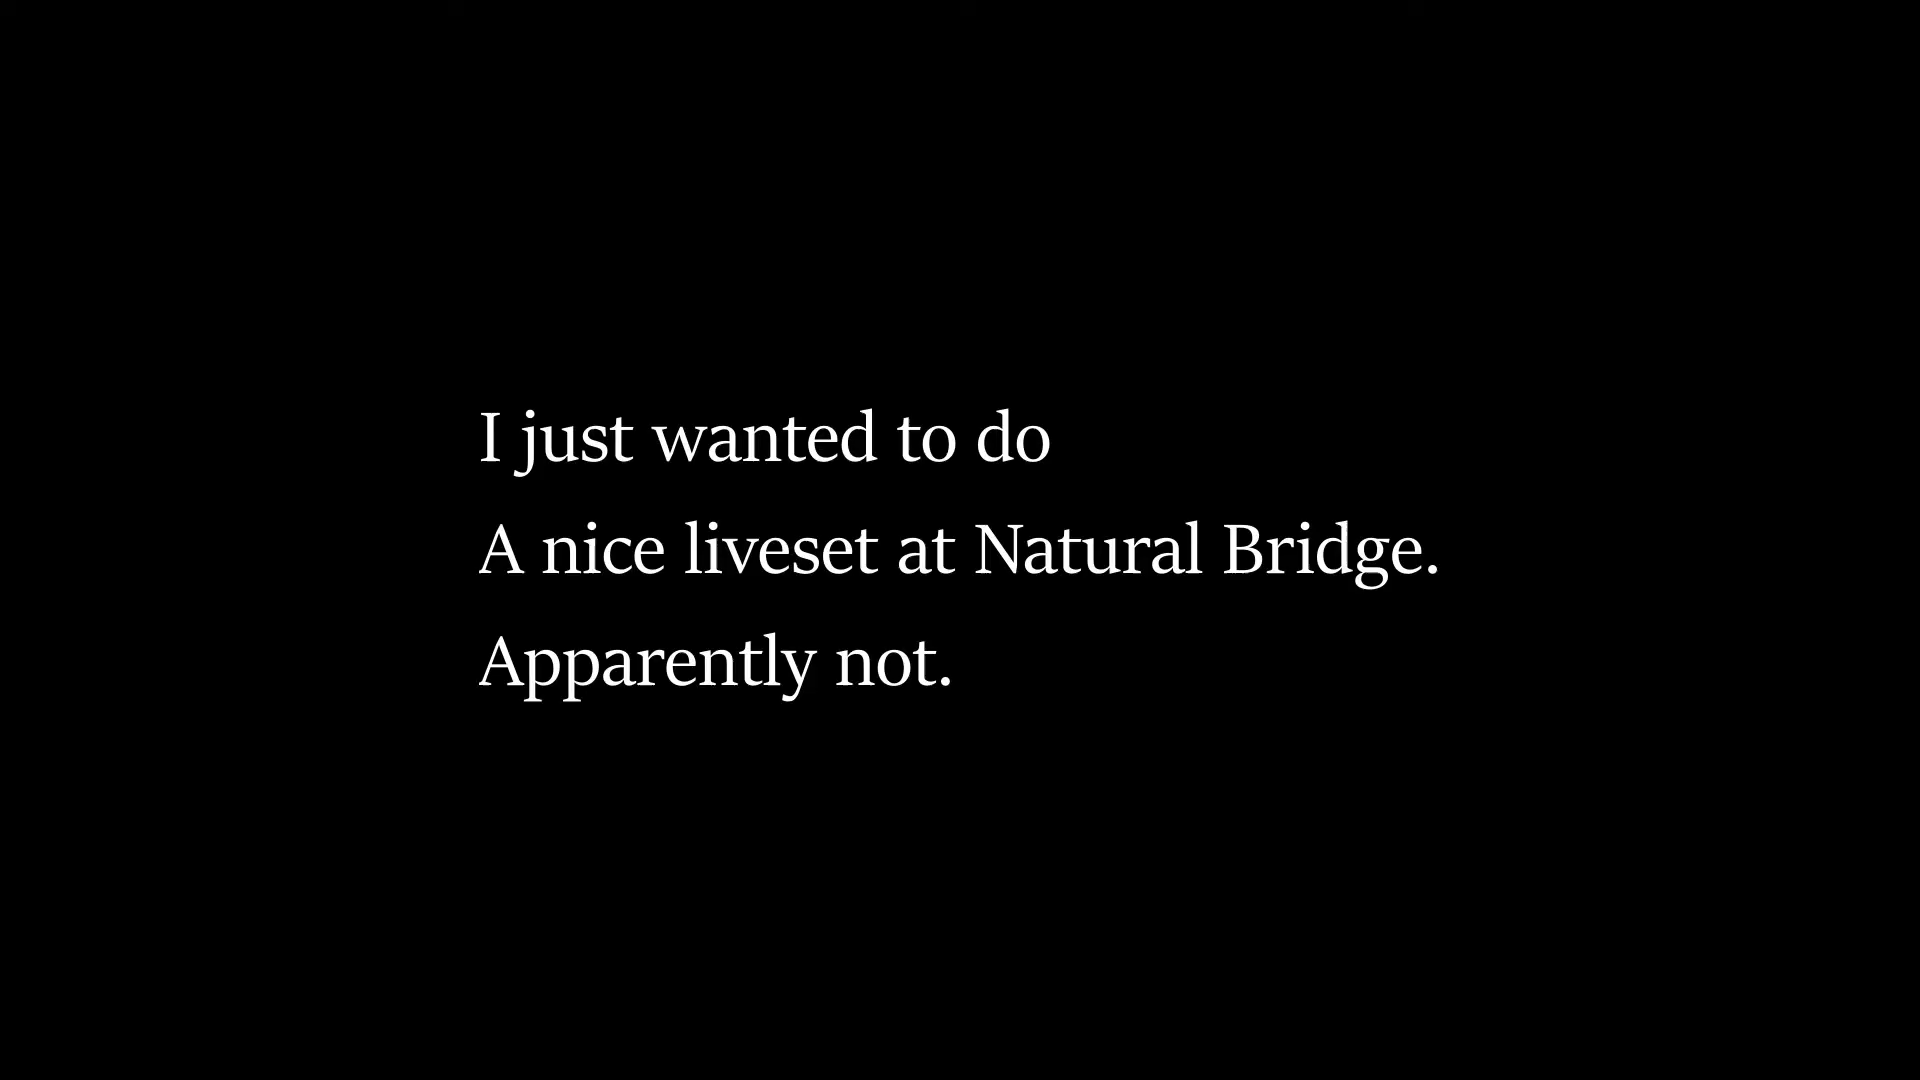 I just wanted to do
A nice liveset at Natural Bridge.
Apparently not.